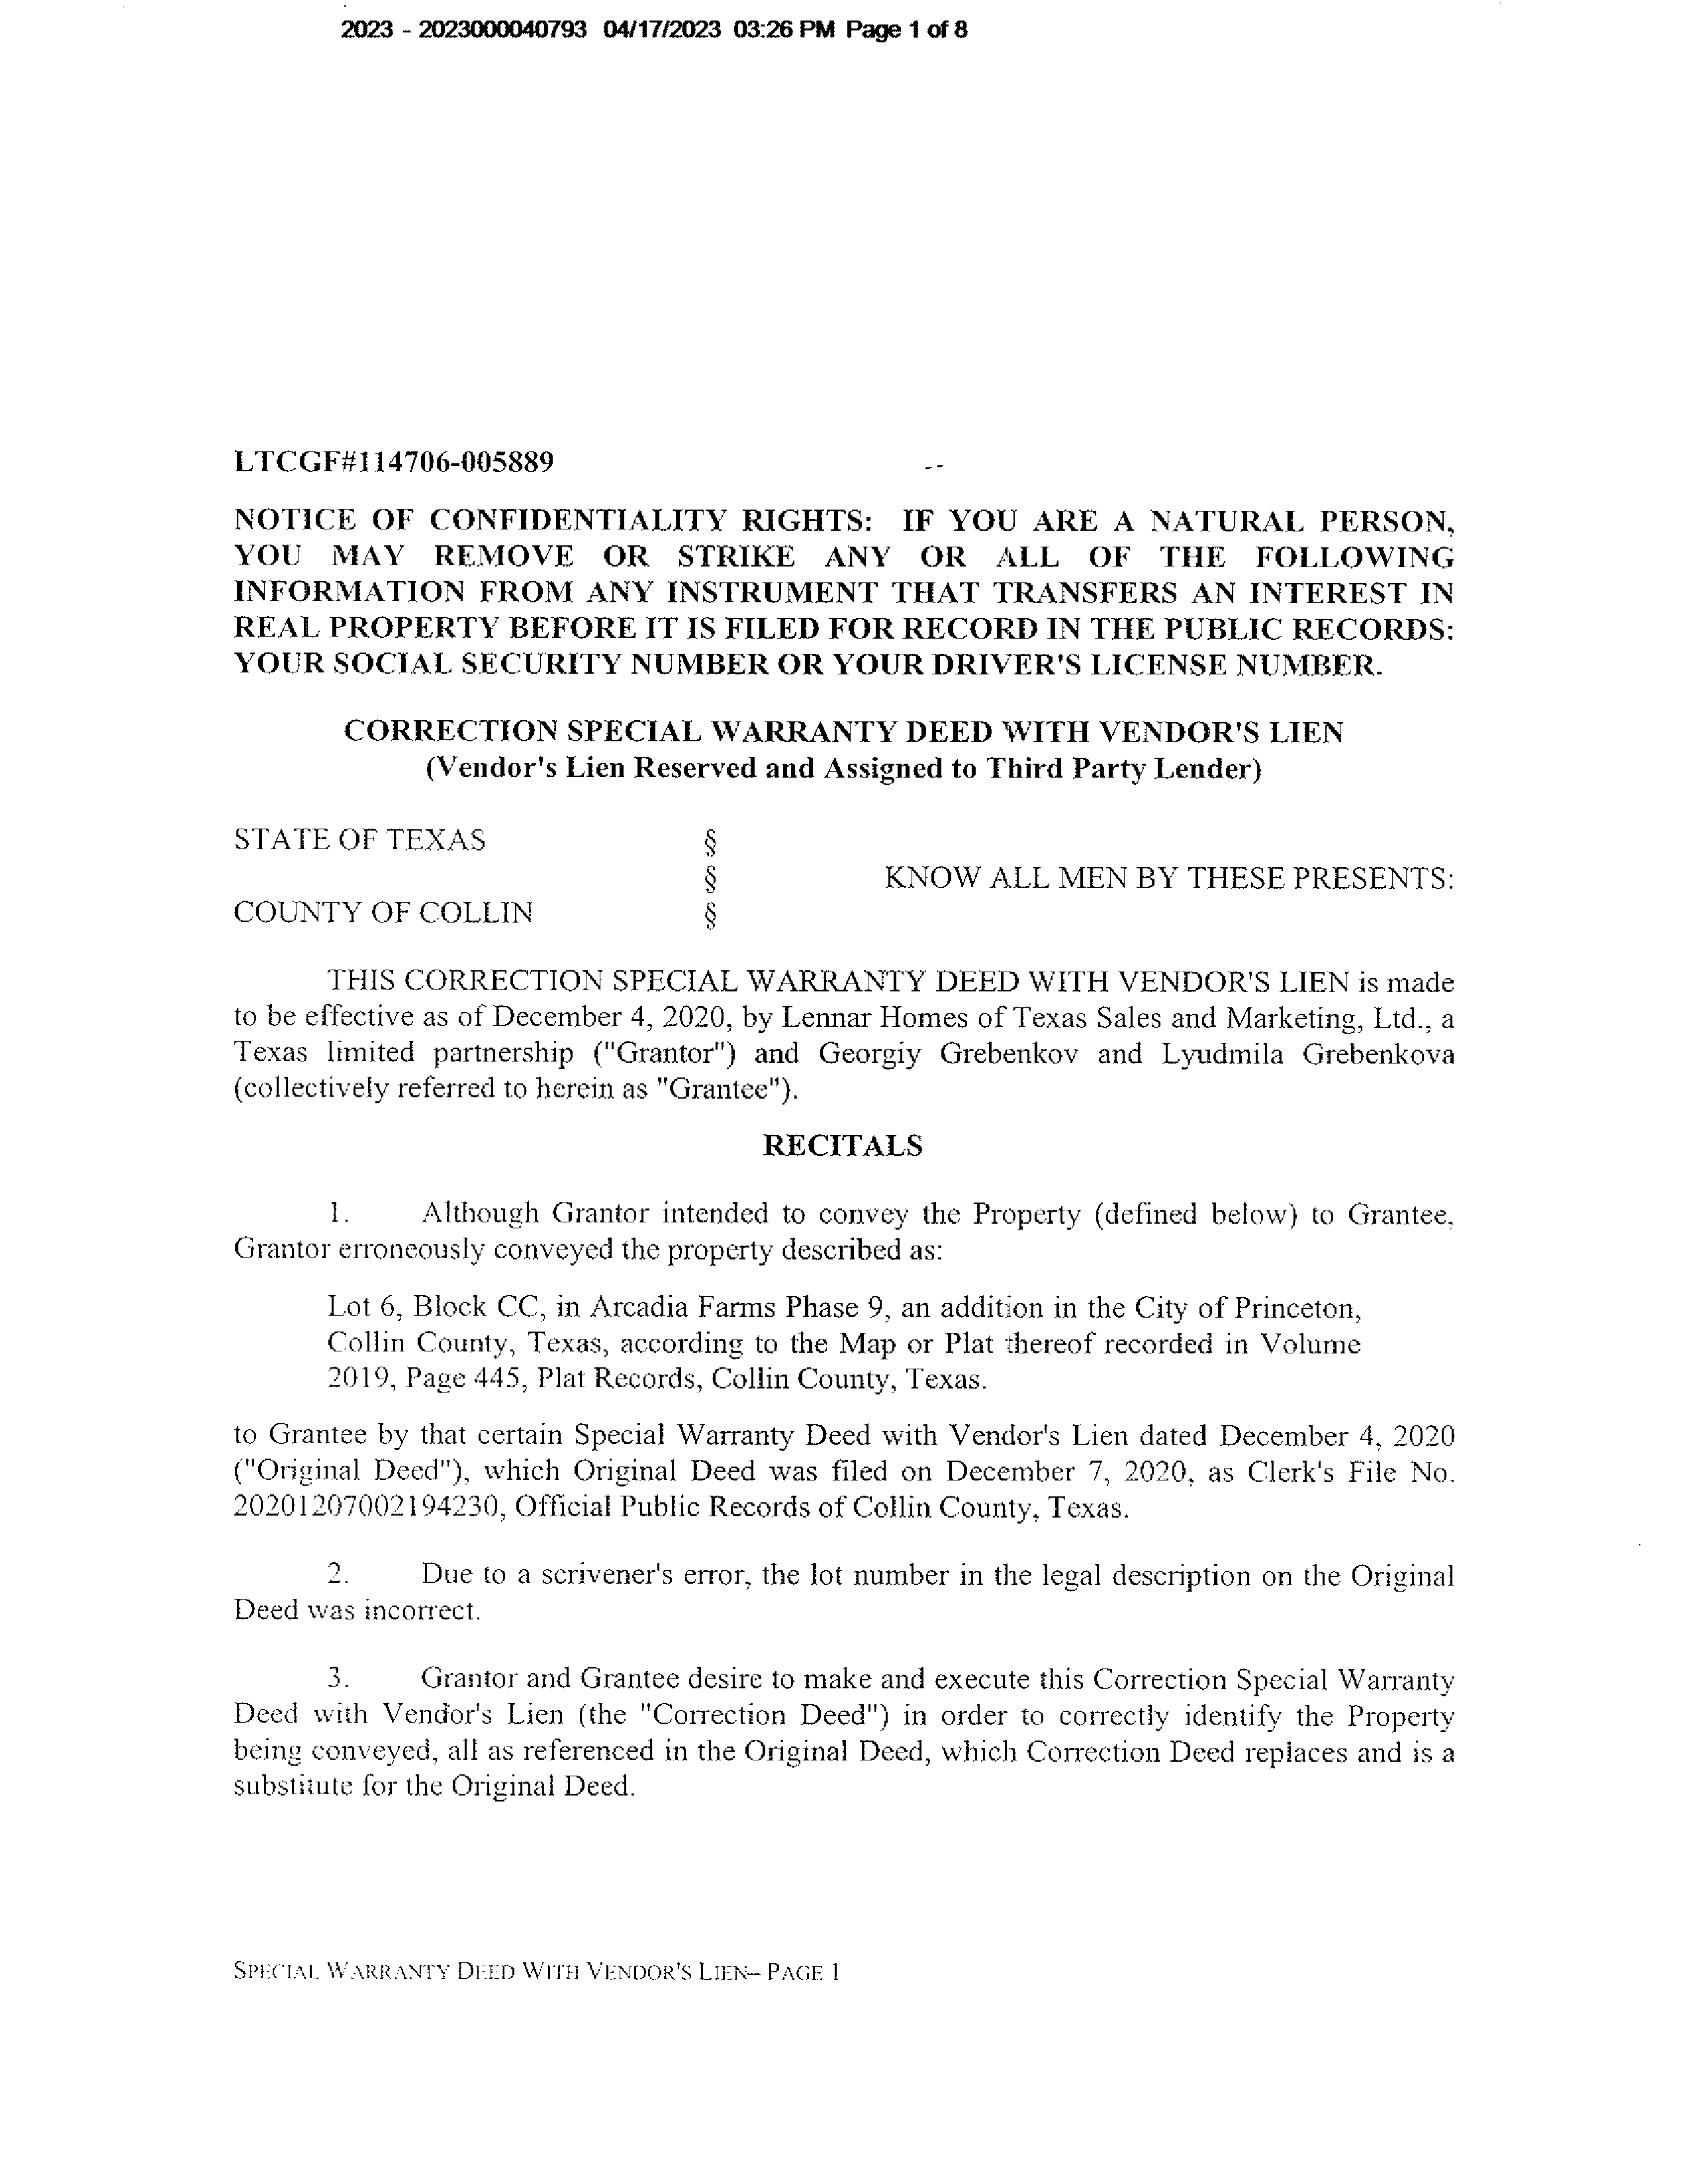 2023 - 2023000040793 04/17/2023 03:26 PM Page 1 of 8
LTCGF#114706-005889
NOTICE OF CONFIDENTIALITY RIGHTS: IF YOU ARE A NATURAL PERSON,
YOU MAY REMOVE OR STRIKE ANY OR ALL OF THE FOLLOWING
INFORMATION FROM ANY INSTRUMENT THAT TRANSFERS AN INTEREST IN
REAL PROPERTY BEFORE IT IS FILED FOR RECORD IN THE PUBLIC RECORDS:
YOUR SOCIAL SECURITY NUMBER OR YOUR DRIVER'S LICENSE NUMBER.
CORRECTION SPECIAL WARRANTY DEED WITH VENDOR'S LIEN
(Vendor's Lien Reserved and Assigned to Third Party Lender)
STATE OF TEXAS §
§ KNOW ALL MEN BY THESE PRESENTS:
COUNTY OF COLLIN §
THIS CORRECTION SPECIAL WARRANTY DEED WITH VENDOR'S LIEN is made
to be effective as of December 4, 2020, by Lennar Homes of Texas Sales and Marketing, Ltd., a
Texas limited partnership ("Grantor") and Georgiy Grebenkov and Lyudmila Grebenkova
(collectively referred to herein as "Grantee").
RECITALS
1. Although Grantor intended to convey the Property (defined below) to Grantee,
Grantor erroneously conveyed the property described as:
Lot 6, Block CC, in Arcadia Farms Phase 9, an addition in the City of Princeton,
Collin County, Texas, according to the Map or Plat thereof recorded in Volume
2019, Page 445, Plat Records, Collin County, Texas.
to Grantee by that certain Special Warranty Deed with Vendor's Lien dated December 4, 2020
("Original Deed"), which Original Deed was filed on December 7, 2020, as Clerk's File No.
20201207002194230, Official Public Records of Collin County, Texas.
2. Due to a scrivener's error, the lot number in the legal description on the Original
Deed was incorrect.
3. Grantor and Grantee desire to make and execute this Correction Special Warranty
Deed with Vendor's Lien (the "Correction Deed") in order to correctly identify the Property
being conveyed, all as referenced in the Original Deed, which Correction Deed replaces and is a
substitute for the Original Deed.
SPECIAL WARRANTY DEED WITH VENDOR'S LIEN– PAGE 1